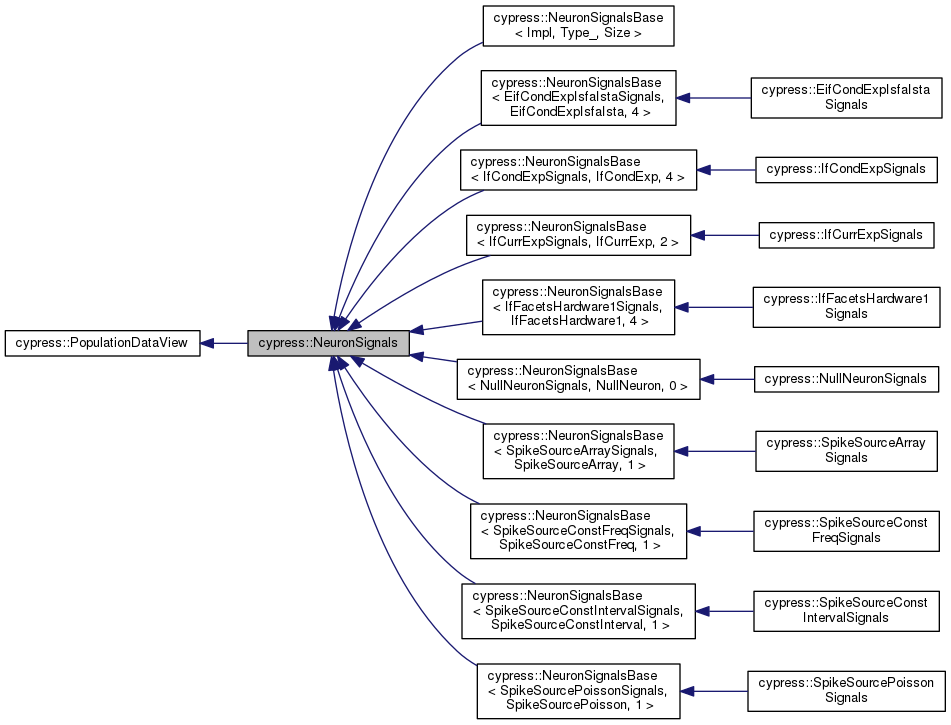 cypress::NeuronSignalsBase
< Impl, Type_, Size >
cypress::NeuronSignalsBase
< EifCondExpIsfaIstaSignals,
EifCondExpIsfaIsta, 4 >
cypress::EifCondExpIsfaIsta
Signals
cypress::NeuronSignalsBase
< IfCondExpSignals, IfCondExp, 4 >
cypress::IfCondExpSignals
cypress::NeuronSignalsBase
< IfCurrExpSignals, IfCurrExp, 2 >
cypress::IfCurrExpSignals
cypress::NeuronSignalsBase
< IfFacetsHardware1Signals,
IfFacetsHardware1, 4 >
cypress::IfFacetsHardware1
Signals
cypress::PopulationDataView
cypress::NeuronSignals
cypress::NeuronSignalsBase
< NullNeuronSignals, NullNeuron, 0 >
cypress::NullNeuronSignals
cypress::NeuronSignalsBase
< SpikeSourceArraySignals,
SpikeSourceArray, 1 >
cypress::SpikeSourceArray
Signals
cypress::NeuronSignalsBase
< SpikeSourceConstFreqSignals,
SpikeSourceConstFreq, 1 >
cypress::SpikeSourceConst
FreqSignals
cypress::NeuronSignalsBase
< SpikeSourceConstIntervalSignals,
SpikeSourceConstInterval, 1 >
cypress::SpikeSourceConst
IntervalSignals
cypress::NeuronSignalsBase
< SpikeSourcePoissonSignals,
SpikeSourcePoisson, 1 >
cypress::SpikeSourcePoisson
Signals